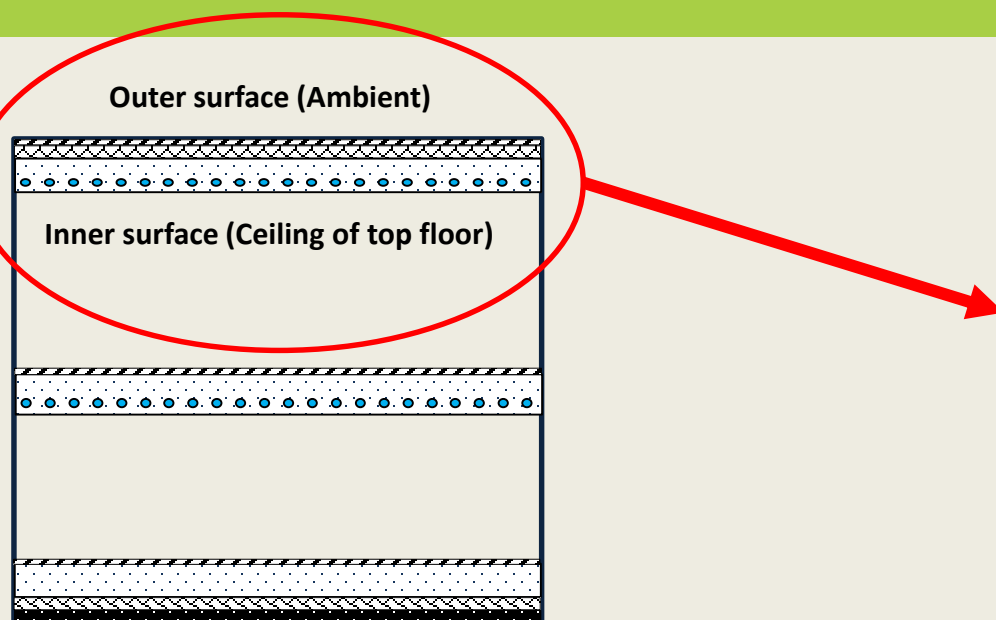 Outer surface (Ambient)
Inner surface (Ceiling of top floor)